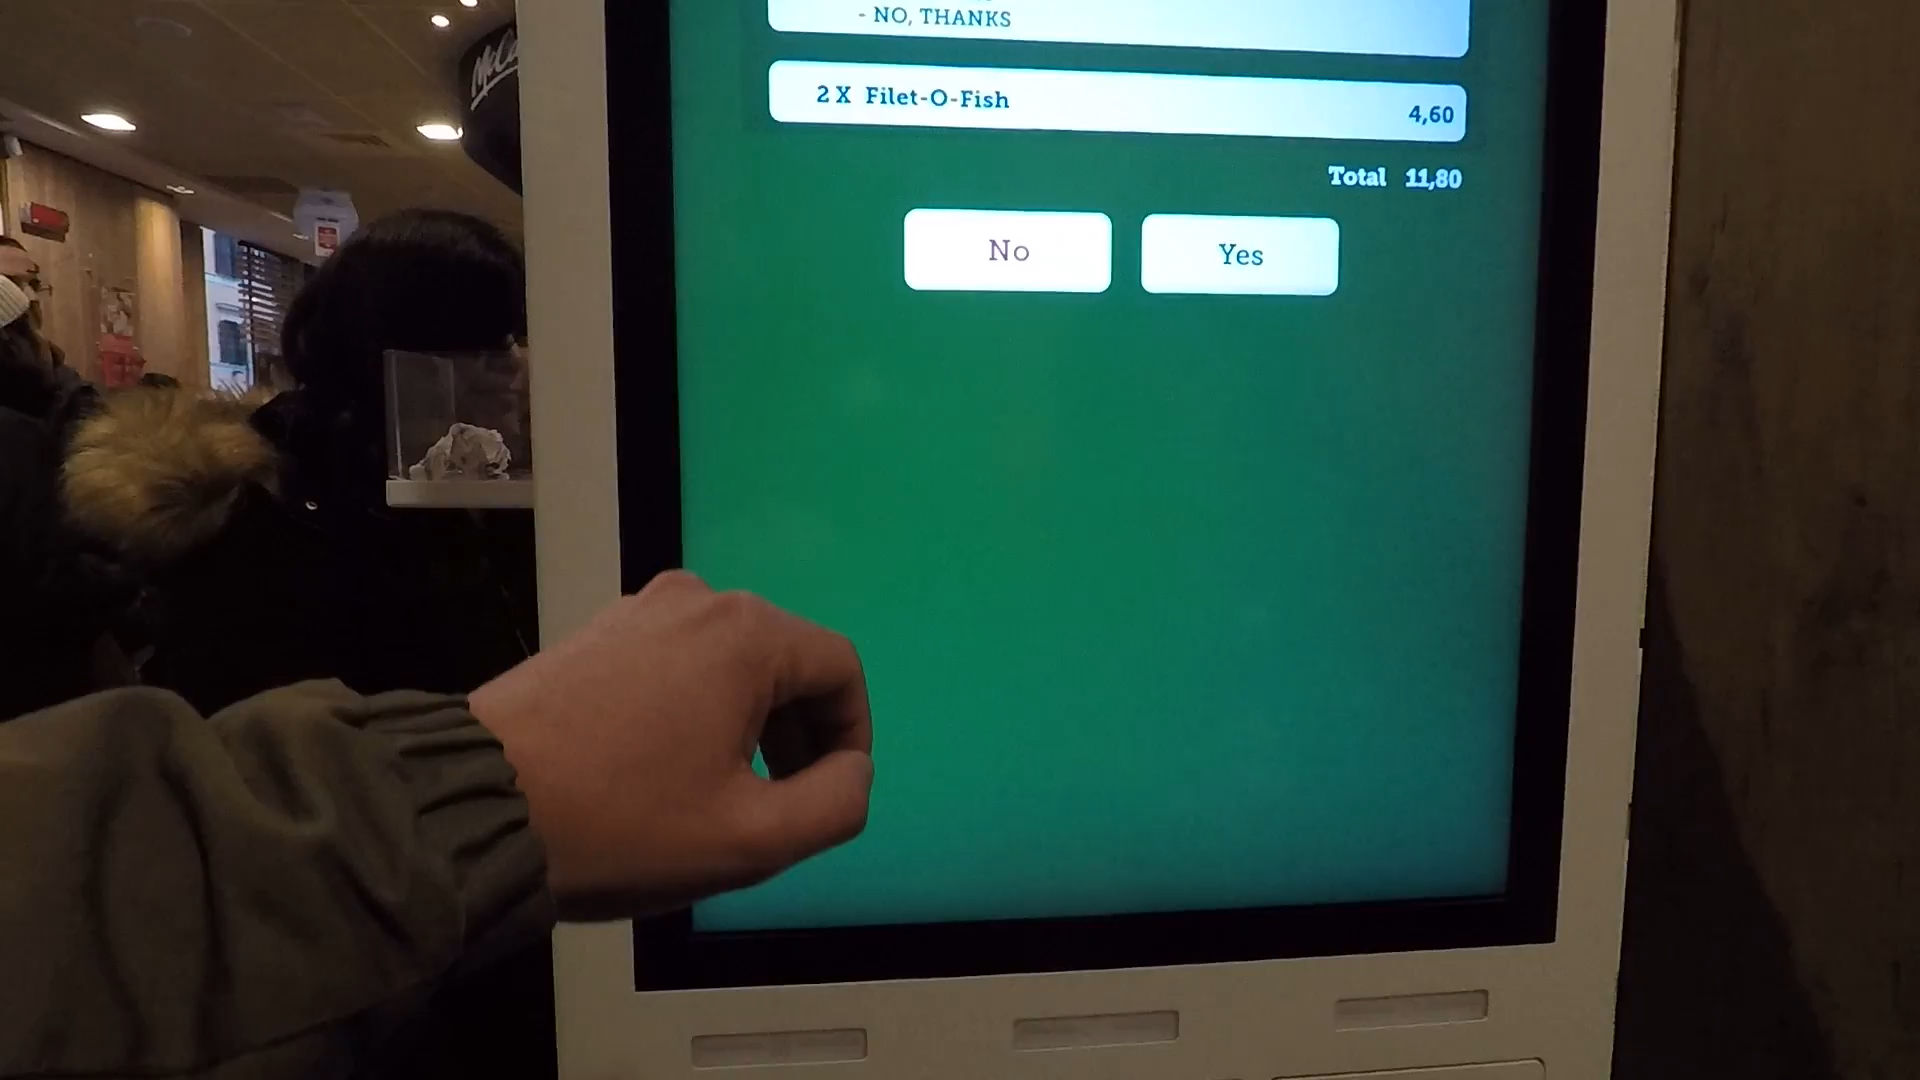 - NO, THANKS
2 X Filet-O-Fish 4,60
Total 11,80
No
Yes